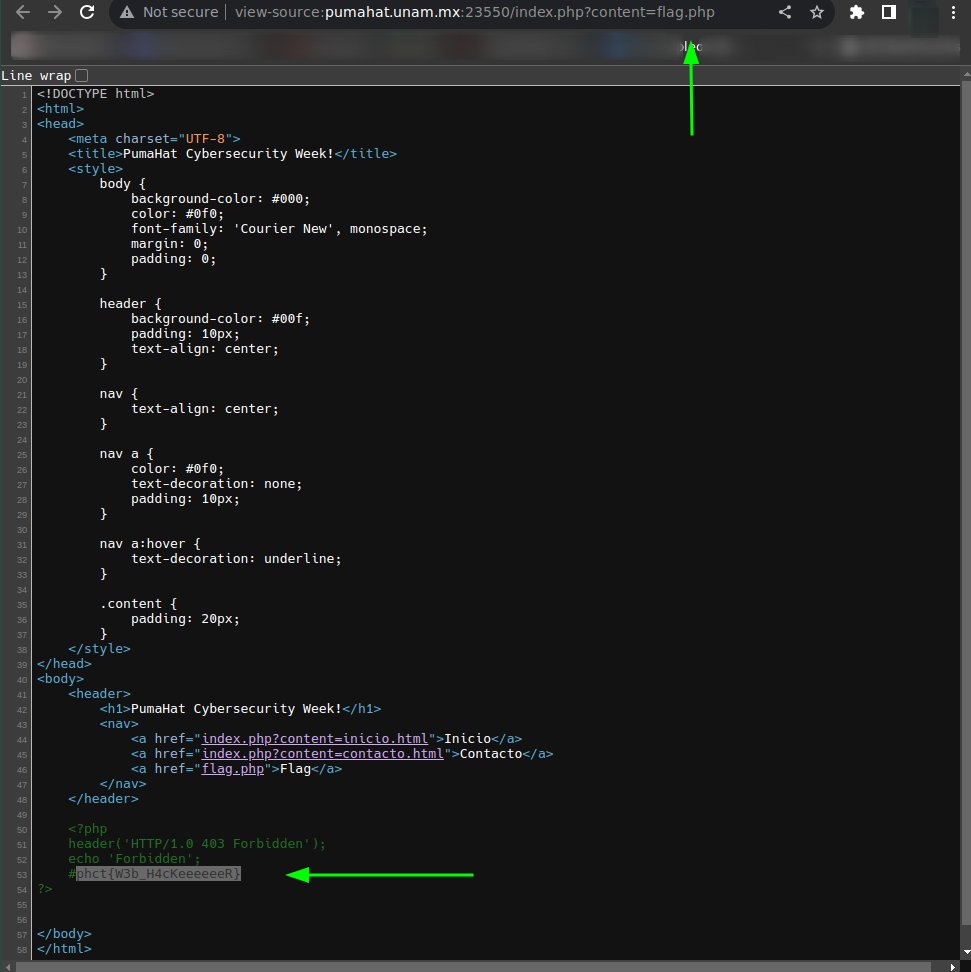 Not secure | view-source:pumahat.unam.mx:23550/index.php?content=flag.php
Line wrap
1 <!DOCTYPE html>
2 <html>
3 <head>
4 <meta charset="UTF-8">
5 <title>PumaHat Cybersecurity Week!</title>
6 <style>
7 body {
8 background-color: #000;
9 color: #0f0;
10 font-family: 'Courier New', monospace;
11 margin: 0;
12 padding: 0;
13 }
14
15 header {
16 background-color: #00f;
17 padding: 10px;
18 text-align: center;
19 }
20
21 nav {
22 text-align: center;
23 }
24
25 nav a {
26 color: #0f0;
27 text-decoration: none;
28 padding: 10px;
29 }
30
31 nav a:hover {
32 text-decoration: underline;
33 }
34
35 .content {
36 padding: 20px;
37 }
38 </style>
39 </head>
40 <body>
41 <header>
42 <h1>PumaHat Cybersecurity Week!</h1>
43 <nav>
44 <a href="index.php?content=inicio.html">Inicio</a>
45 <a href="index.php?content=contacto.html">Contacto</a>
46 <a href="flag.php">Flag</a>
47 </nav>
48 </header>
49
50 <?php
51 header('HTTP/1.0 403 Forbidden');
52 echo 'Forbidden';
53 #phct{W3b_H4cKeeeeeeR}
54 ?>
55
56
57 </body>
58 </html>